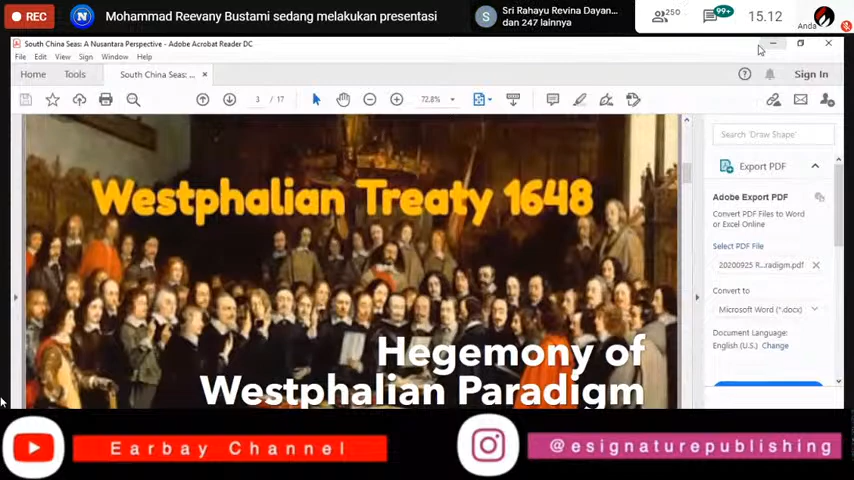 REC
N
Mohammad Reevany Bustami sedang melakukan presentasi
S
Sri Rahayu Revina Dayan...
dan 247 lainnya
250
99+
15.12
Anda
South China Seas: A Nusantara Perspective - Adobe Acrobat Reader DC
File Edit View Sign Window Help
Home Tools South China Seas: ... ×
Sign In
3 / 17
72.8%
Search 'Draw Shape'
Export PDF
Adobe Export PDF
Convert PDF Files to Word
or Excel Online
Select PDF File
20200925 R...radigm.pdf
Convert to
Microsoft Word (*.docx)
Document Language:
English (U.S.) Change
Westphalian Treaty 1648
Hegemony of
Westphalian Paradigm
Earbay Channel
@esignaturepublishing